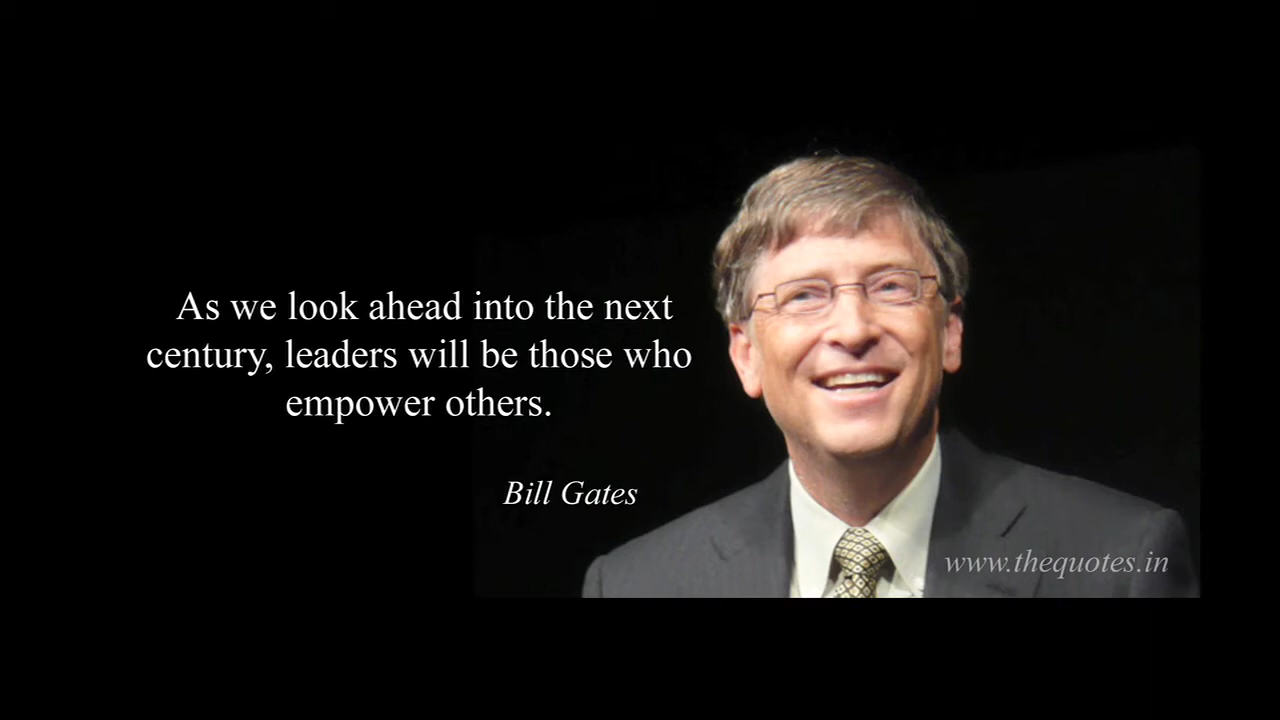 As we look ahead into the next
century, leaders will be those who
empower others.
Bill Gates
www.thequotes.in